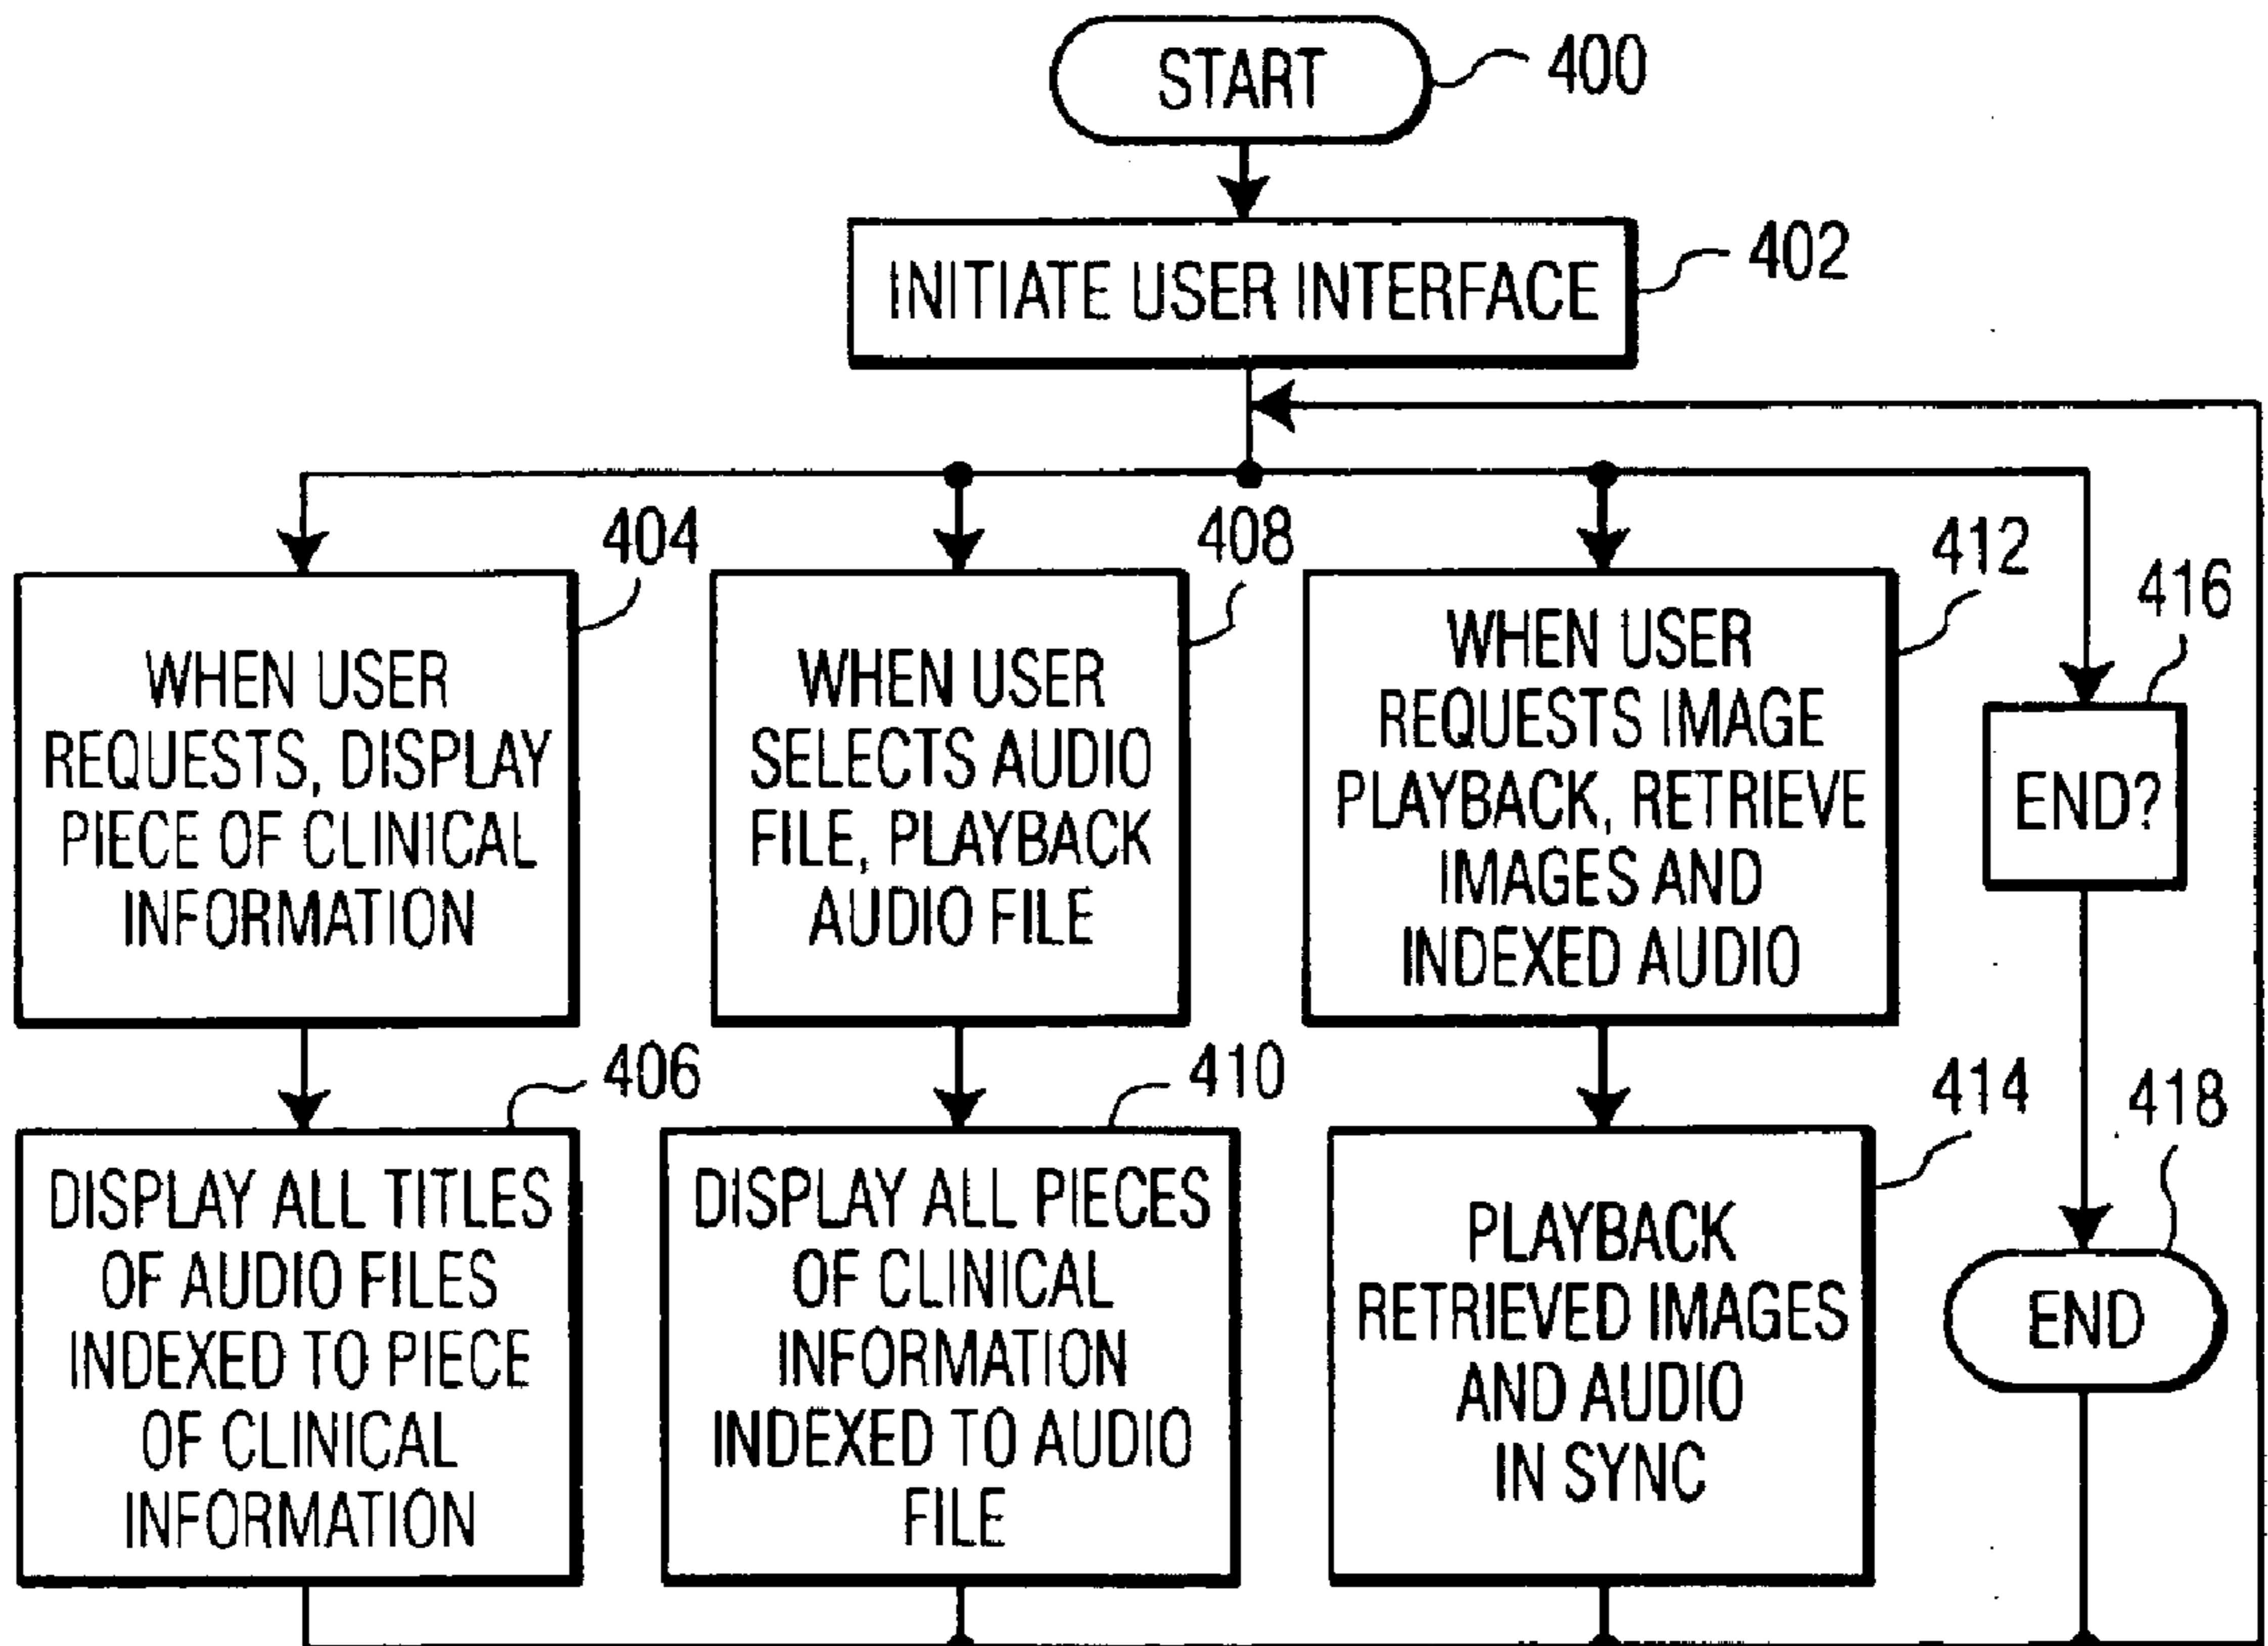 START
400
INITIATE USER INTERFACE
402
404
WHEN USER
REQUESTS, DISPLAY
PIECE OF CLINICAL
INFORMATION
408
WHEN USER
SELECTS AUDIO
FILE, PLAYBACK
AUDIO FILE
412
WHEN USER
REQUESTS IMAGE
PLAYBACK, RETRIEVE
IMAGES AND
INDEXED AUDIO
416
END?
406
DISPLAY ALL TITLES
OF AUDIO FILES
INDEXED TO PIECE
OF CLINICAL
INFORMATION
410
DISPLAY ALL PIECES
OF CLINICAL
INFORMATION
INDEXED TO AUDIO
FILE
414
PLAYBACK
RETRIEVED IMAGES
AND AUDIO
IN SYNC
418
END